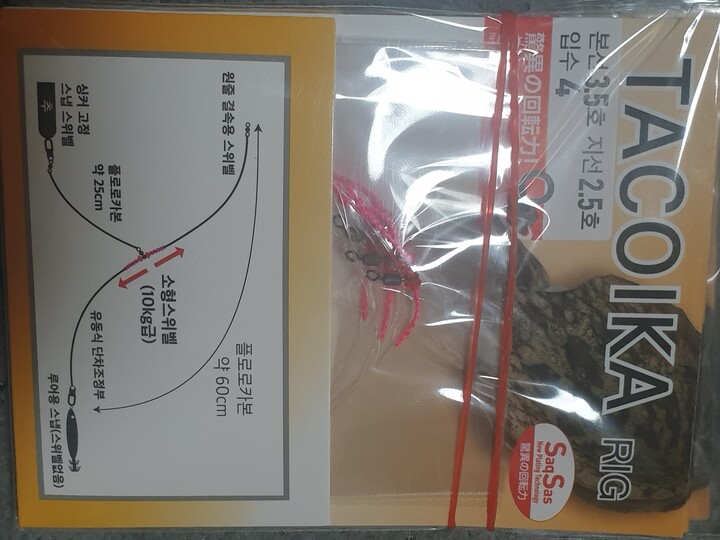 TACOIKA RIG
본선 3.5호 지선 2.5호
입수 4
驚異の回転力!
SaqSas
New Plating Technology
驚異の回転力
원줄 결속용 스위벨
플로로카본
약 60cm
싱커 고정
스냅 스위벨
추
플로로카본
약 25cm
소형스위벨
(10kg급)
유동식 단차조정부
루어용 스냅(스위벨없음)